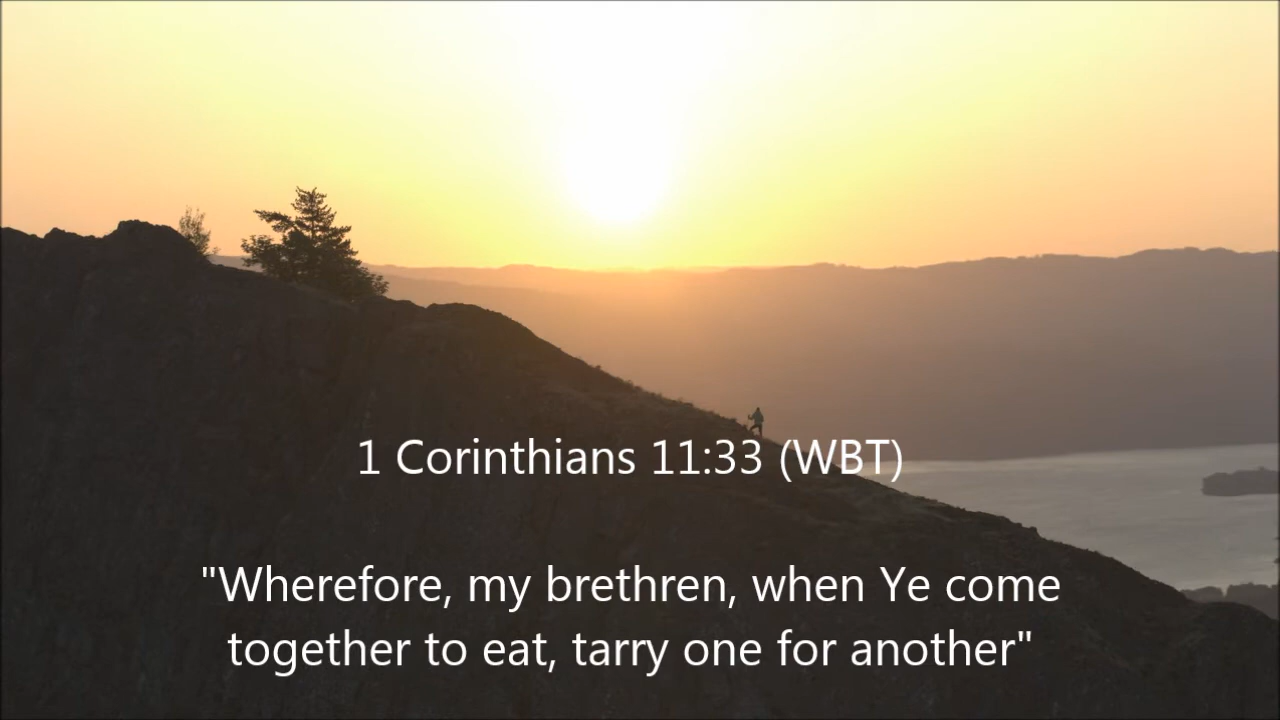 1 Corinthians 11:33 (WBT)
"Wherefore, my brethren, when Ye come
together to eat, tarry one for another"